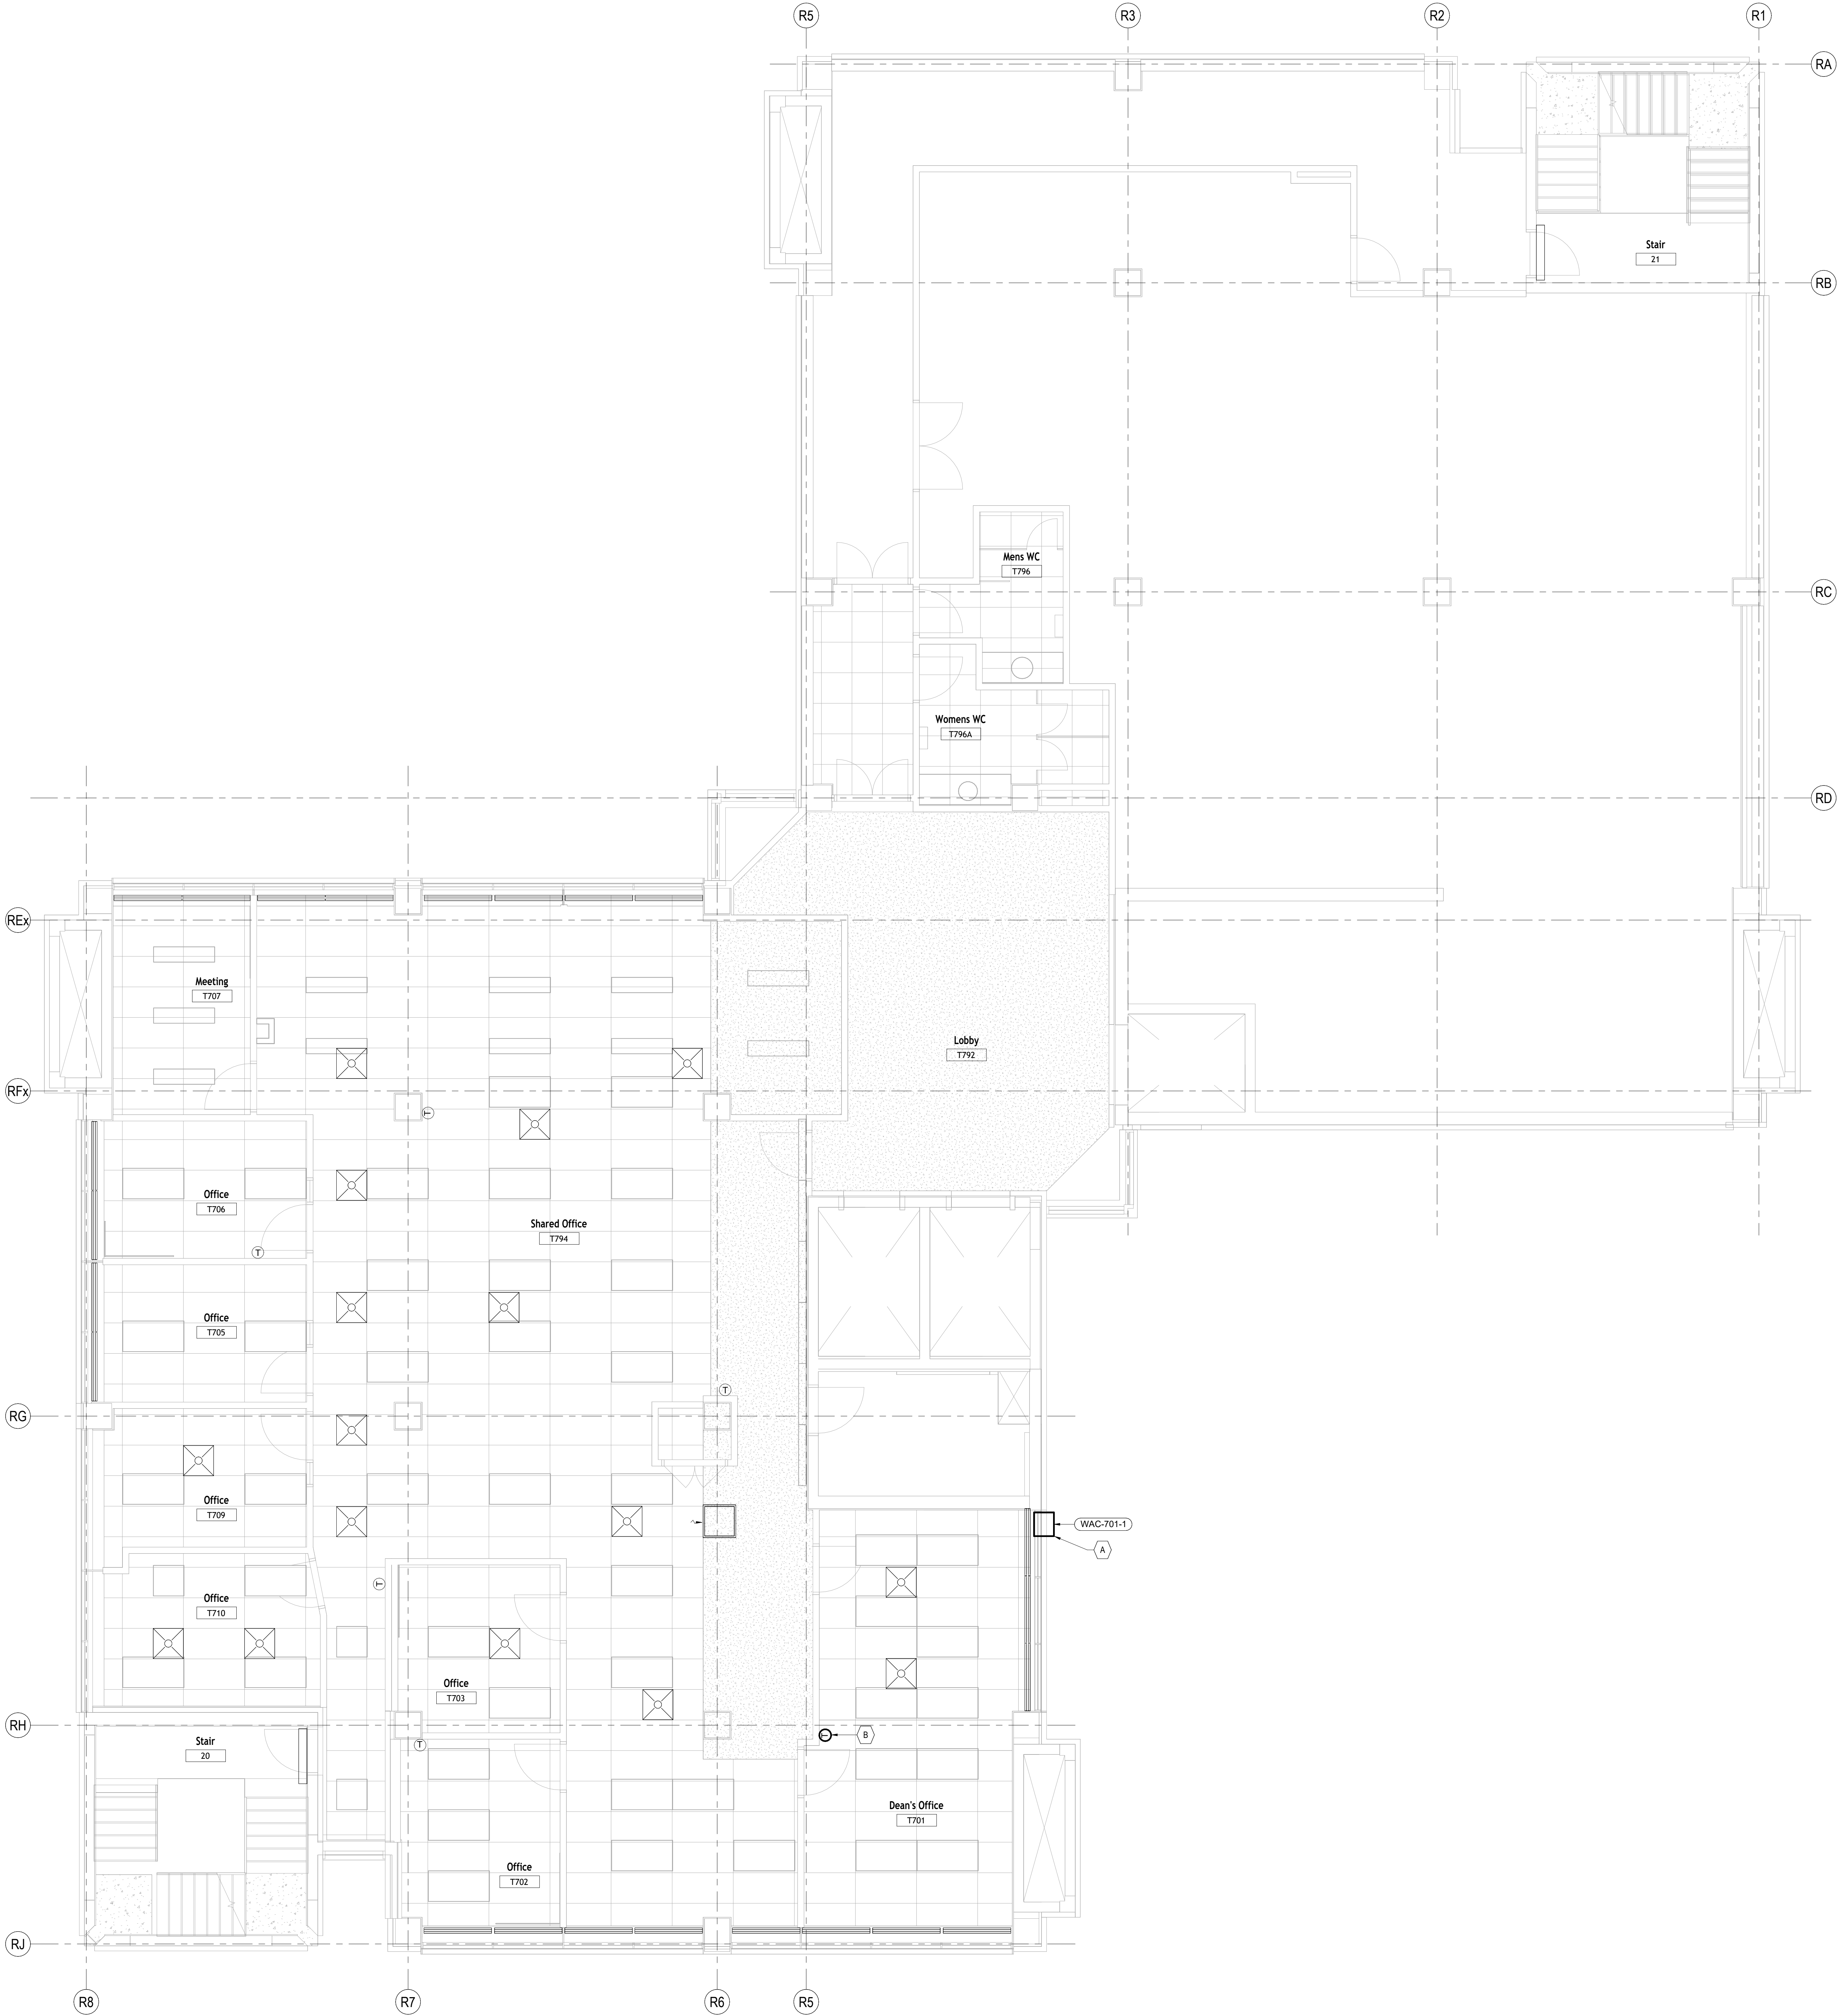 R5
R3
R2
R1
RA
Stair
21
RB
Mens WC
T796
RC
Womens WC
T796A
RD
REx
Meeting
T707
Lobby
T792
RFx
T
Office
T706
Shared Office
T794
T
Office
T705
T
RG
Office
T709
WAC-701-1
A
T
Office
T710
Office
T703
RH
T
B
Stair
20
T
Dean's Office
T701
Office
T702
RJ
R8
R7
R6
R5